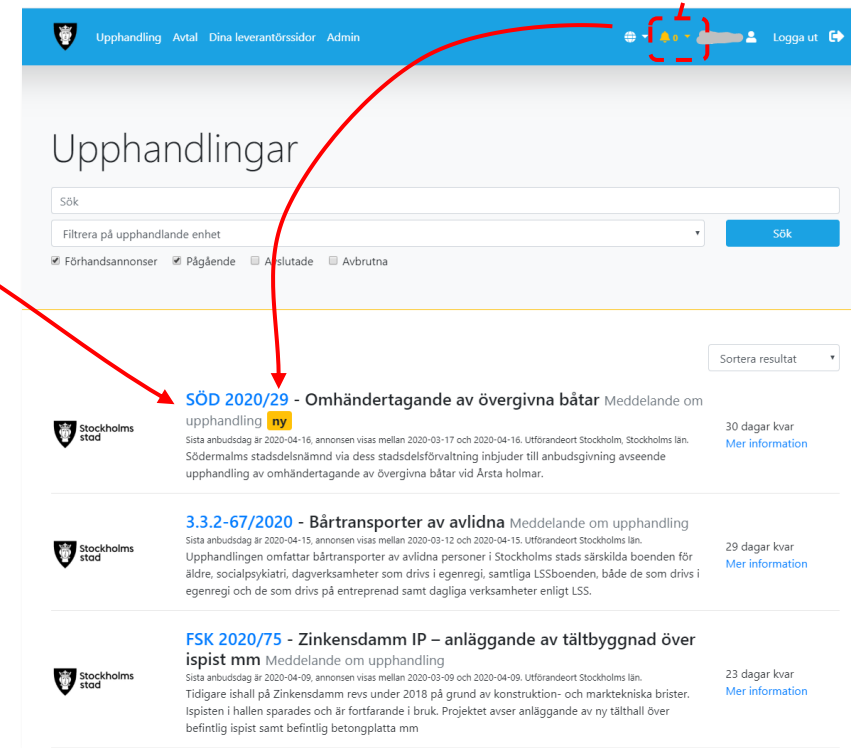 Upphandling Avtal Dina leverantörssidor Admin 0 Logga ut
Upphandlingar
Sök
Filtrera på upphandlande enhet Sök
Förhandsannonser Pågående Avslutade Avbrutna
Sortera resultat
SÖD 2020/29 - Omhändertagande av övergivna båtar Meddelande om
upphandling ny
Sista anbudsdag är 2020-04-16, annonsen visas mellan 2020-03-17 och 2020-04-16. Utförandeort Stockholm, Stockholms län.
Södermalms stadsdelsnämnd via dess stadsdelsförvaltning inbjuder till anbudsgivning avseende
upphandling av omhändertagande av övergivna båtar vid Årsta holmar.
Stockholms
stad
30 dagar kvar
Mer information
3.3.2-67/2020 - Bårtransporter av avlidna Meddelande om upphandling
Sista anbudsdag är 2020-04-15, annonsen visas mellan 2020-03-12 och 2020-04-15. Utförandeort Stockholms län.
Upphandlingen omfattar bårtransporter av avlidna personer i Stockholms stads särskilda boenden för
äldre, socialpsykiatri, dagverksamheter som drivs i egenregi, samtliga LSSboenden, både de som drivs i
egenregi och de som drivs på entreprenad samt dagliga verksamheter enligt LSS.
Stockholms
stad
29 dagar kvar
Mer information
FSK 2020/75 - Zinkensdamm IP – anläggande av tältbyggnad över
ispist mm Meddelande om upphandling
Sista anbudsdag är 2020-04-09, annonsen visas mellan 2020-03-09 och 2020-04-09. Utförandeort Stockholms län.
Tidigare ishall på Zinkensdamm revs under 2018 på grund av konstruktion- och marktekniska brister.
Ispisten i hallen sparades och är fortfarande i bruk. Projektet avser anläggande av ny tälthall över
befintlig ispist samt befintlig betongplatta mm
Stockholms
stad
23 dagar kvar
Mer information